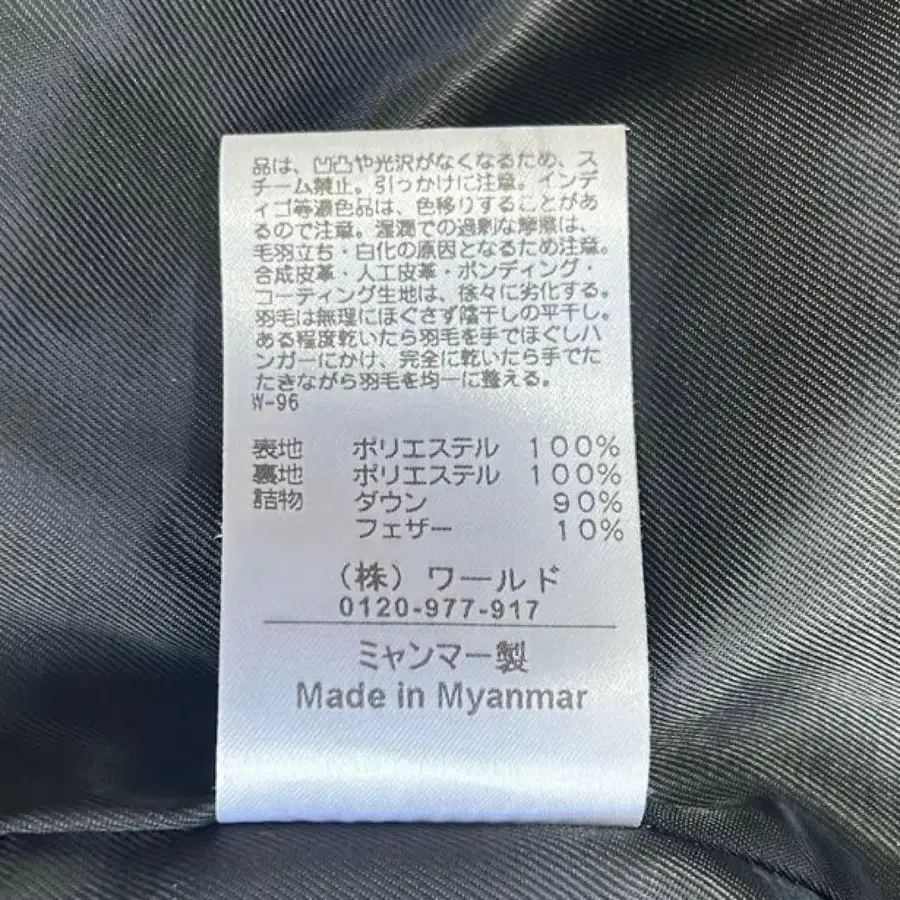 品は、凹凸や光沢がなくなるため、ス
チーム禁止。引っかけに注意。インディ
ゴ等濃色品は、色移りすることがあ
るので注意。湿潤での過剰な摩擦は、
毛羽立ち・白化の原因となるため注意。
合成皮革・人工皮革・ボンディング・
コーティング生地は、徐々に劣化する。
羽毛は無理にほぐさず陰干しの平干し。
ある程度乾いたら羽毛を手でほぐしハ
ンガーにかけ、完全に乾いたら手でた
たきながら羽毛を均一に整える。
W-96
表地 ポリエステル 100%
裏地 ポリエステル 100%
詰物 ダウン 90%
フェザー 10%
(株) ワールド
0120-977-917
ミャンマー製
Made in Myanmar